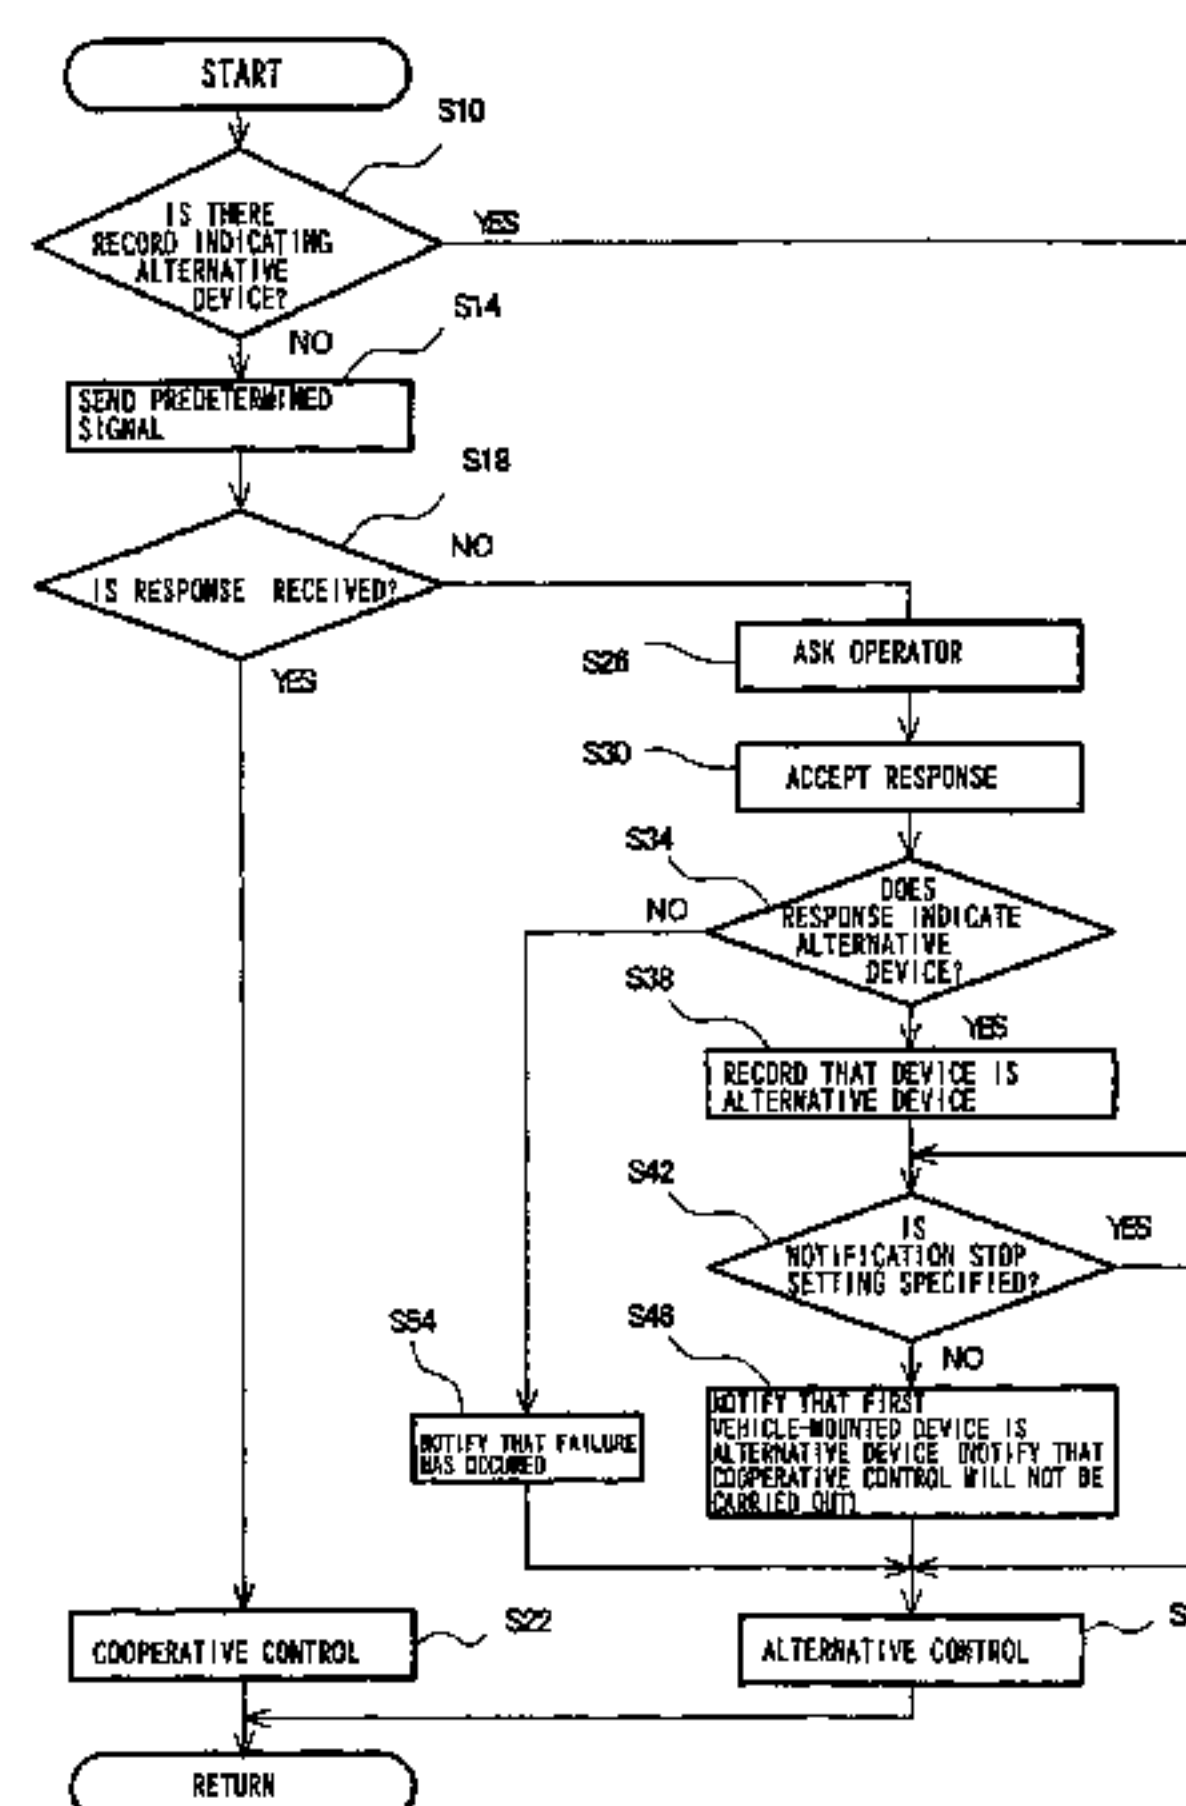 START
S10
IS THERE
RECORD INDICATING
ALTERNATIVE
DEVICE?
YES
NO
S14
SEND PREDETERMINED
SIGNAL
S18
IS RESPONSE RECEIVED?
NO
YES
S26
ASK OPERATOR
S30
ACCEPT RESPONSE
S34
DOES
RESPONSE INDICATE
ALTERNATIVE
DEVICE?
NO
YES
S38
RECORD THAT DEVICE IS
ALTERNATIVE DEVICE
S42
IS
NOTIFICATION STOP
SETTING SPECIFIED?
YES
NO
S46
NOTIFY THAT FIRST
VEHICLE-MOUNTED DEVICE IS
ALTERNATIVE DEVICE (NOTIFY THAT
COOPERATIVE CONTROL WILL NOT BE
CARRIED OUT)
S54
NOTIFY THAT FAILURE
HAS OCCURED
COOPERATIVE CONTROL
S22
ALTERNATIVE CONTROL
S
RETURN